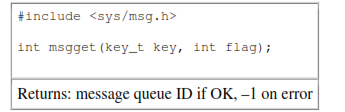 #include <sys/msg.h>
int msgget(key_t key, int flag);
Returns: message queue ID if OK, –1 on error